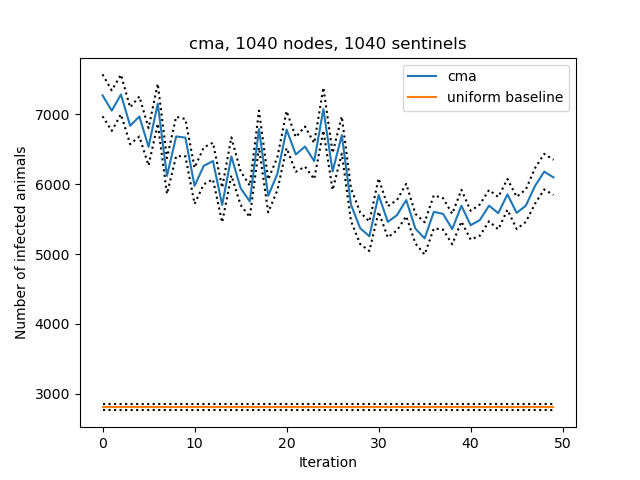 cma, 1040 nodes, 1040 sentinels
cma
uniform baseline
Number of infected animals
7000
6000
5000
4000
3000
0 10 20 30 40 50
Iteration